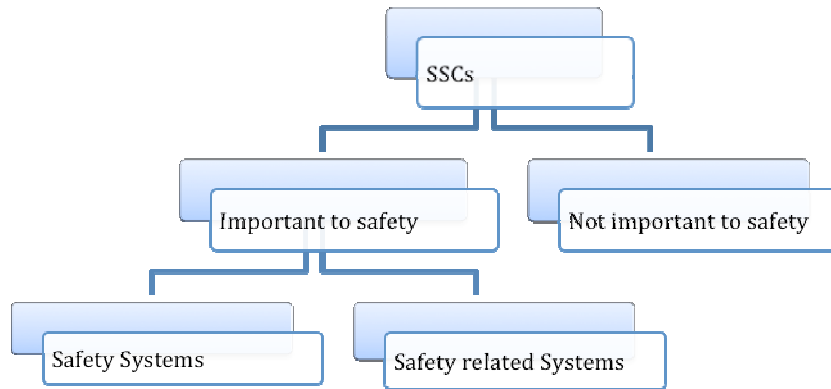 SSCs
Important to safety
Not important to safety
Safety Systems
Safety related Systems